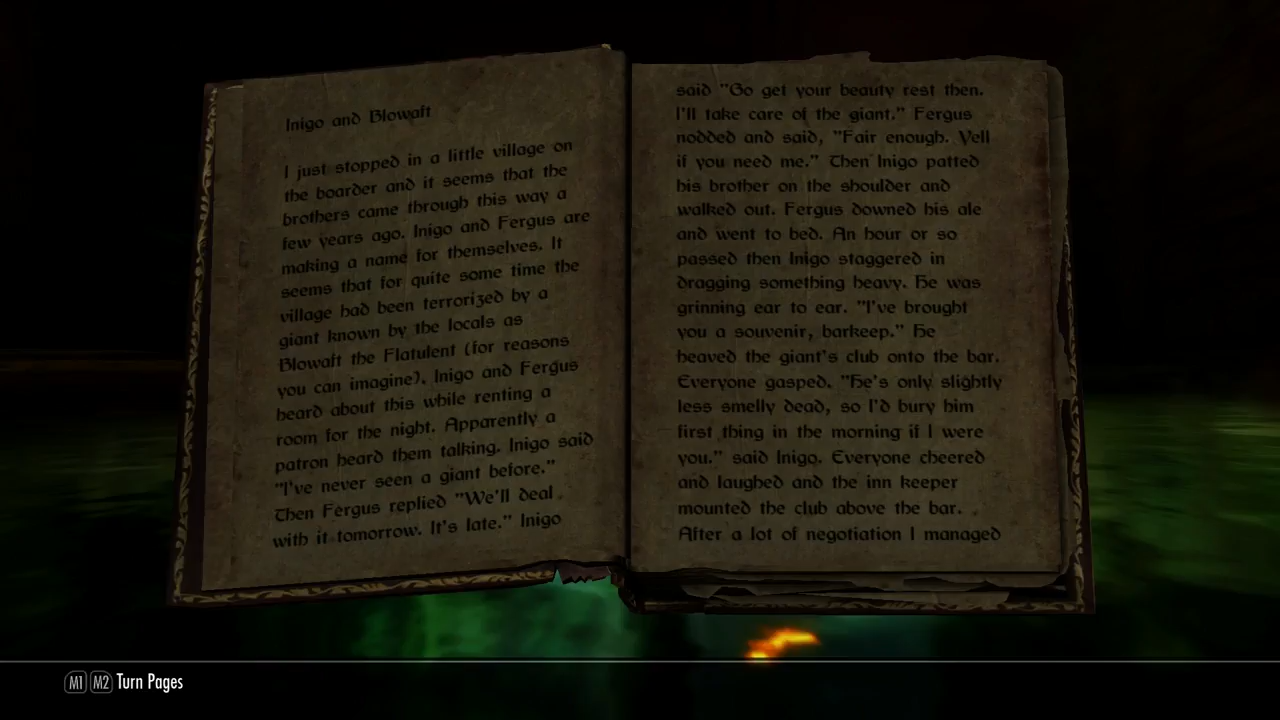 Inigo and Blowaft
I just stopped in a little village on
the boarder and it seems that the
brothers came through this way a
few years ago. Inigo and Fergus are
making a name for themselves. It
seems that for quite some time the
village had been terrorized by a
giant known by the locals as
Blowaft the Flatulent (for reasons
you can imagine). Inigo and Fergus
heard about this while renting a
room for the night. Apparently a
patron heard them talking. Inigo said
"I've never seen a giant before."
Then Fergus replied "We'll deal
with it tomorrow. It's late." Inigo
said "Go get your beauty rest then.
I'll take care of the giant." Fergus
nodded and said, "Fair enough. Yell
if you need me." Then Inigo patted
his brother on the shoulder and
walked out. Fergus downed his ale
and went to bed. An hour or so
passed then Inigo staggered in
dragging something heavy. He was
grinning ear to ear. "I've brought
you a souvenir, barkeep." He
heaved the giant's club onto the bar.
Everyone gasped. "He's only slightly
less smelly dead, so I'd bury him
first thing in the morning if I were
you." said Inigo. Everyone cheered
and laughed and the inn keeper
mounted the club above the bar.
After a lot of negotiation I managed
M1 M2 Turn Pages